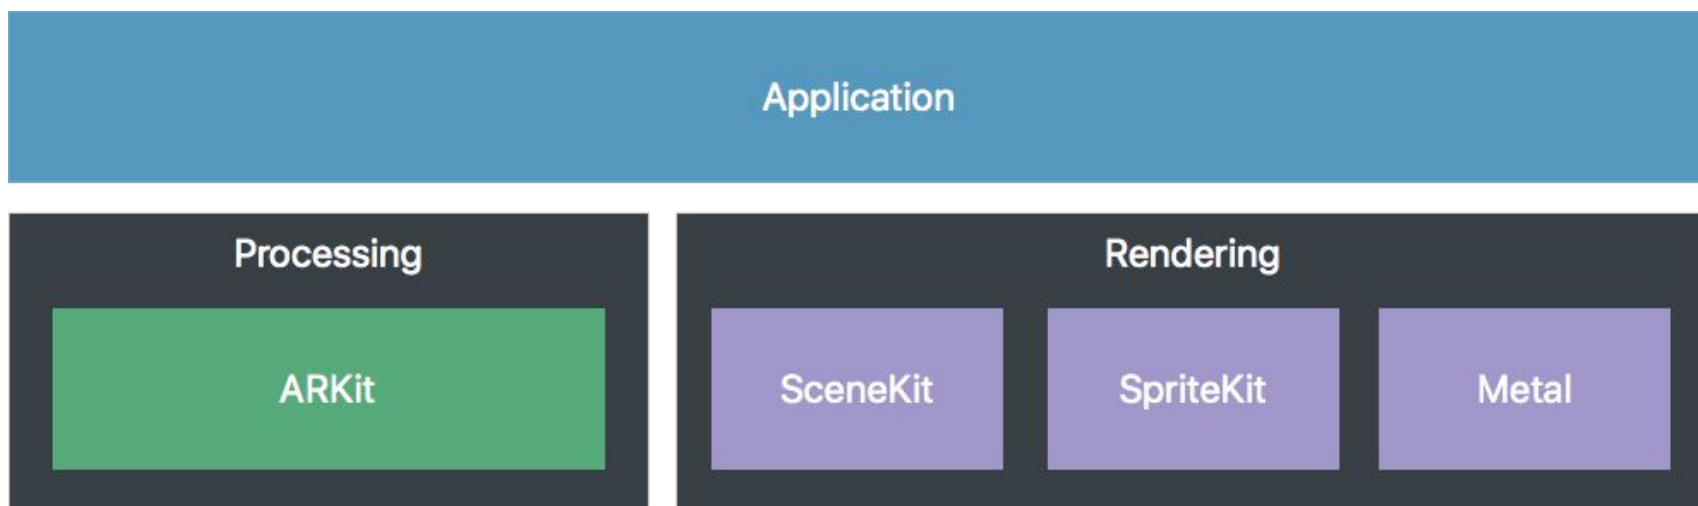 Application
Processing
Rendering
ARKit
SceneKit
SpriteKit
Metal